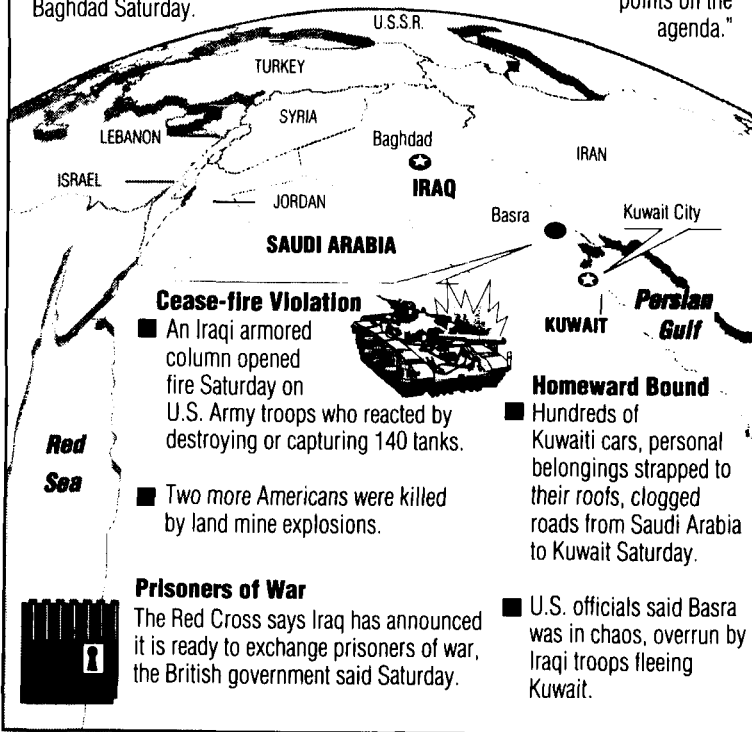 Baghdad Saturday.
points on the
agenda."
U.S.S.R.
TURKEY
SYRIA
LEBANON
Baghdad
IRAN
ISRAEL
IRAQ
JORDAN
Basra
Kuwait City
SAUDI ARABIA
KUWAIT
Persian
Gulf
Red
Sea
Cease-fire Violation
■ An Iraqi armored
column opened
fire Saturday on
U.S. Army troops who reacted by
destroying or capturing 140 tanks.
■ Two more Americans were killed
by land mine explosions.
Prisoners of War
The Red Cross says Iraq has announced
it is ready to exchange prisoners of war,
the British government said Saturday.
Homeward Bound
■ Hundreds of
Kuwaiti cars, personal
belongings strapped to
their roofs, clogged
roads from Saudi Arabia
to Kuwait Saturday.
■ U.S. officials said Basra
was in chaos, overrun by
Iraqi troops fleeing
Kuwait.